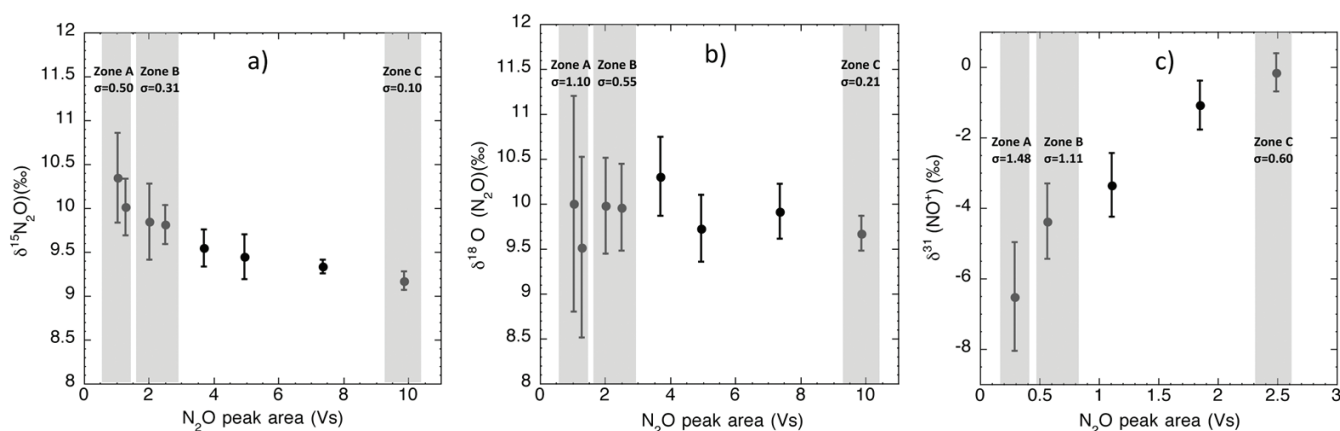 a)
Zone A
σ=0.50
Zone B
σ=0.31
Zone C
σ=0.10
12
11.5
11
10.5
10
9.5
9
8.5
8
δ¹⁵N₂O)(‰)
0 2 4 6 8 10
N₂O peak area (Vs)
b)
Zone A
σ=1.10
Zone B
σ=0.55
Zone C
σ=0.21
12
11.5
11
10.5
10
9.5
9
8.5
8
δ¹⁸O (N₂O)(‰)
0 2 4 6 8 10
N₂O peak area (Vs)
c)
Zone A
σ=1.48
Zone B
σ=1.11
Zone C
σ=0.60
0
-2
-4
-6
-8
δ³¹(NO⁺) (‰)
0 0.5 1 1.5 2 2.5 3
N₂O peak area (Vs)